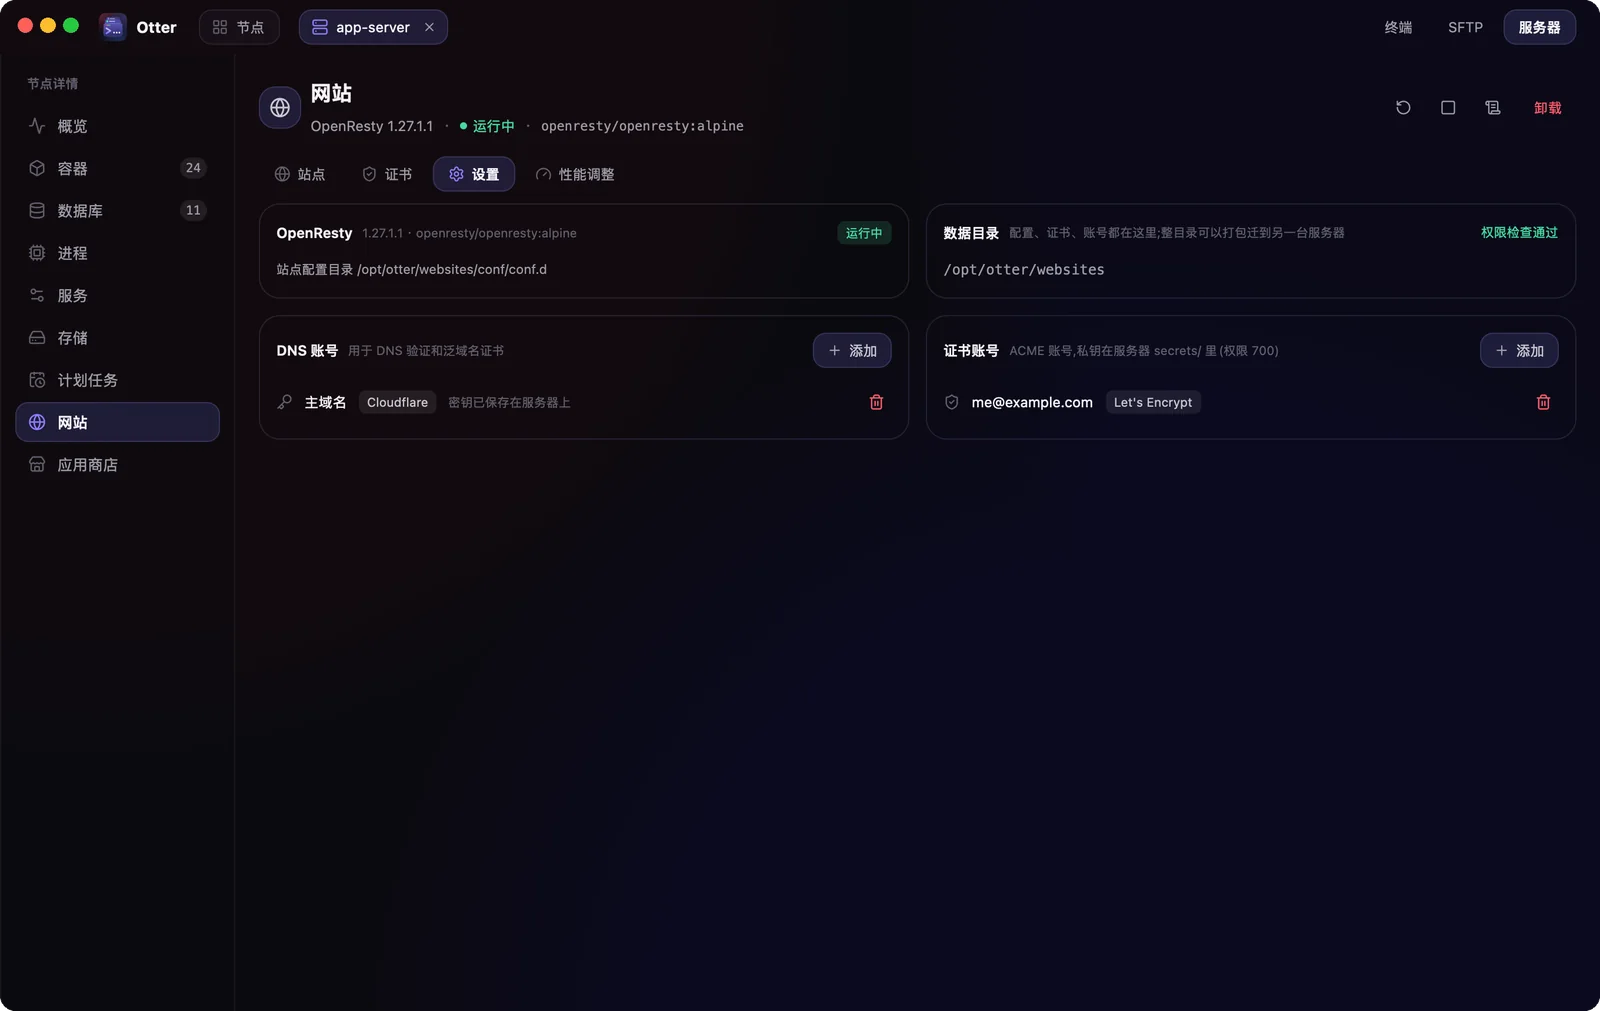 Otter
节点
app-server
终端
SFTP
服务器
节点详情
概览
容器 24
数据库 11
进程
服务
存储
计划任务
网站
应用商店
网站
OpenResty 1.27.1.1 · 运行中 · openresty/openresty:alpine
卸载
站点
证书
设置
性能调整
OpenResty 1.27.1.1 · openresty/openresty:alpine 运行中
站点配置目录 /opt/otter/websites/conf/conf.d
数据目录 配置、证书、账号都在这里;整目录可以打包迁到另一台服务器 权限检查通过
/opt/otter/websites
DNS 账号 用于 DNS 验证和泛域名证书 添加
主域名 Cloudflare 密钥已保存在服务器上
证书账号 ACME 账号,私钥在服务器 secrets/ 里 (权限 700) 添加
me@example.com Let's Encrypt